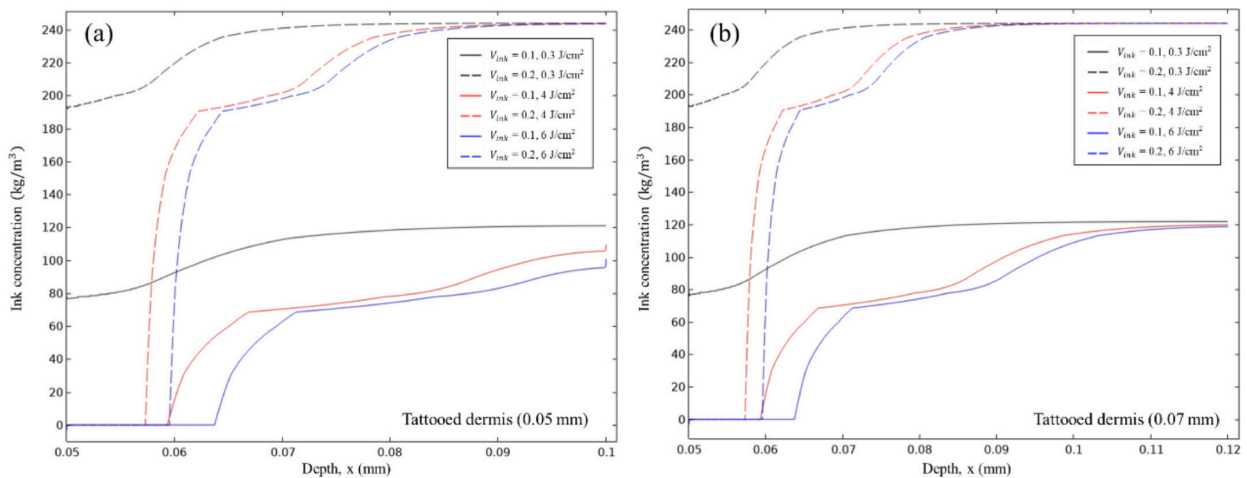 (a)
Ink concentration (kg/m³)
240
220
200
180
160
140
120
100
80
60
40
20
0
V_ink = 0.1, 0.3 J/cm²
V_ink = 0.2, 0.3 J/cm²
V_ink = 0.1, 4 J/cm²
V_ink = 0.2, 4 J/cm²
V_ink = 0.1, 6 J/cm²
V_ink = 0.2, 6 J/cm²
Tattooed dermis (0.05 mm)
0.05 0.06 0.07 0.08 0.09 0.1
Depth, x (mm)
(b)
Ink concentration (kg/m³)
240
220
200
180
160
140
120
100
80
60
40
20
0
V_ink = 0.1, 0.3 J/cm²
V_ink = 0.2, 0.3 J/cm²
V_ink = 0.1, 4 J/cm²
V_ink = 0.2, 4 J/cm²
V_ink = 0.1, 6 J/cm²
V_ink = 0.2, 6 J/cm²
Tattooed dermis (0.07 mm)
0.05 0.06 0.07 0.08 0.09 0.1 0.11 0.12
Depth, x (mm)